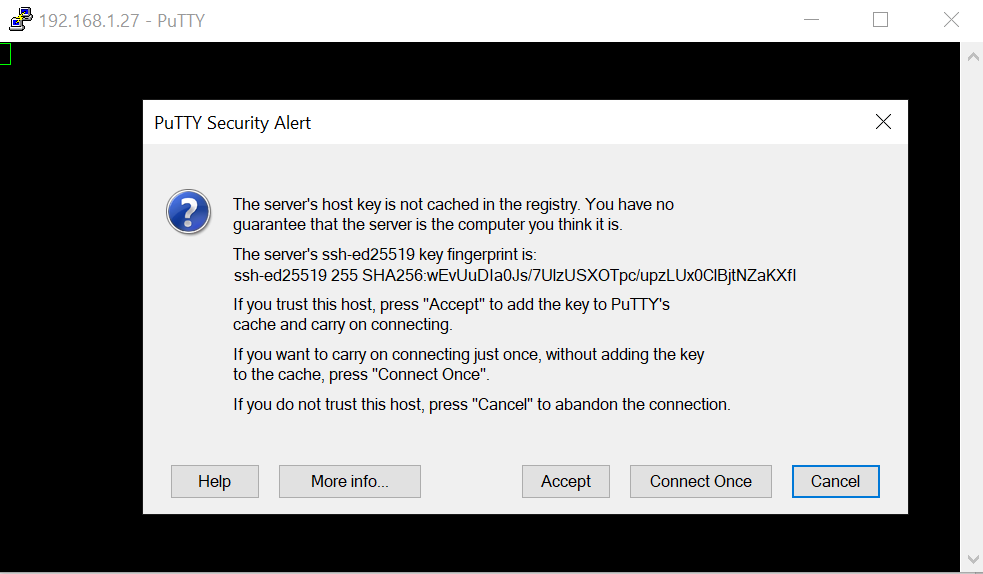 192.168.1.27 - PuTTY
PuTTY Security Alert
The server's host key is not cached in the registry. You have no
guarantee that the server is the computer you think it is.
The server's ssh-ed25519 key fingerprint is:
ssh-ed25519 255 SHA256:wEvUuDIa0Js/7UlzUSXOTpc/upzLUx0ClBjtNZaKXfI
If you trust this host, press "Accept" to add the key to PuTTY's
cache and carry on connecting.
If you want to carry on connecting just once, without adding the key
to the cache, press "Connect Once".
If you do not trust this host, press "Cancel" to abandon the connection.
Help More info... Accept Connect Once Cancel